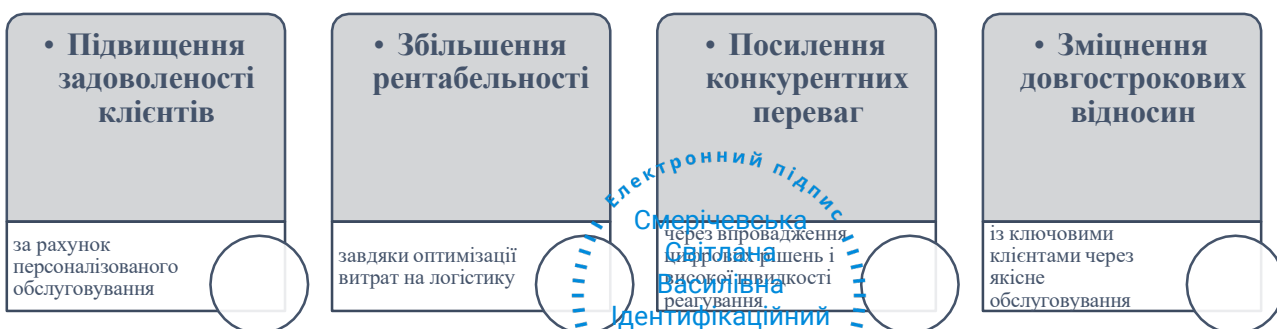 • Підвищення
задоволеності
клієнтів
за рахунок
персоналізованого
обслуговування
• Збільшення
рентабельності
завдяки оптимізації
витрат на логістику
• Посилення
конкурентних
переваг
через впровадження
цифрових рішень і
високої швидкості
реагування.
• Зміцнення
довгострокових
відносин
із ключовими
клієнтами через
якісне
обслуговування
Електронний підпис
Смерічевська
Світлана
Василівна
Ідентифікаційний